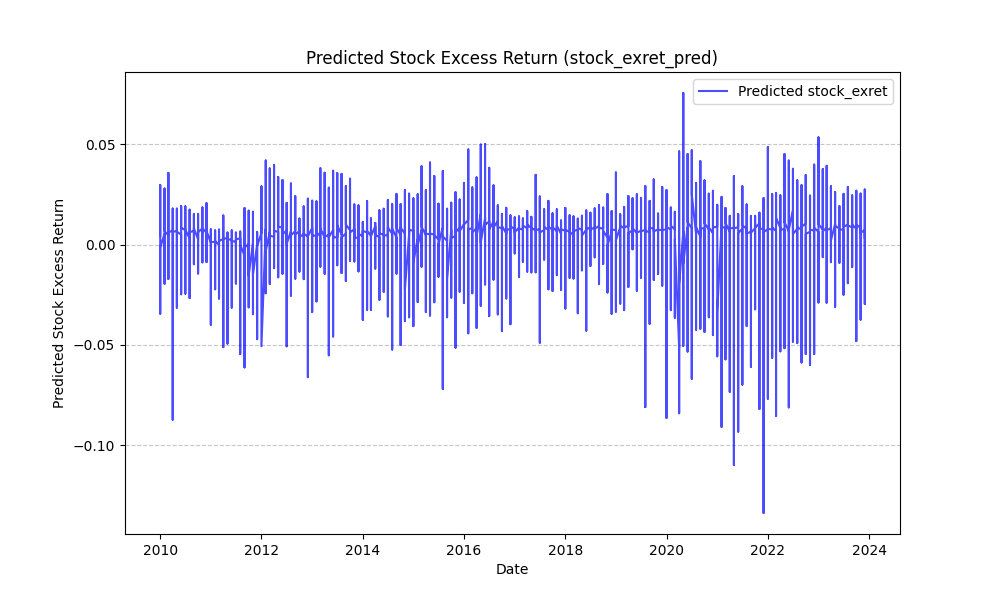 Predicted Stock Excess Return (stock_exret_pred)
Predicted stock_exret
0.05
0.00
−0.05
−0.10
Predicted Stock Excess Return
2010 2012 2014 2016 2018 2020 2022 2024
Date